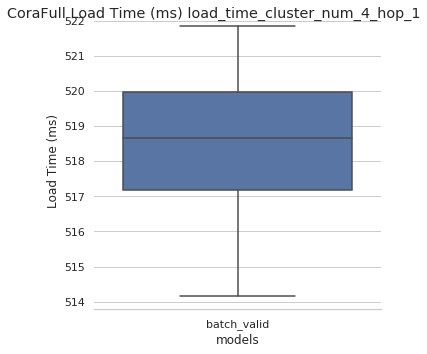 CoraFull Load Time (ms) load_time_cluster_num_4_hop_1
522
521
520
519
518
517
516
515
514
Load Time (ms)
batch_valid
models